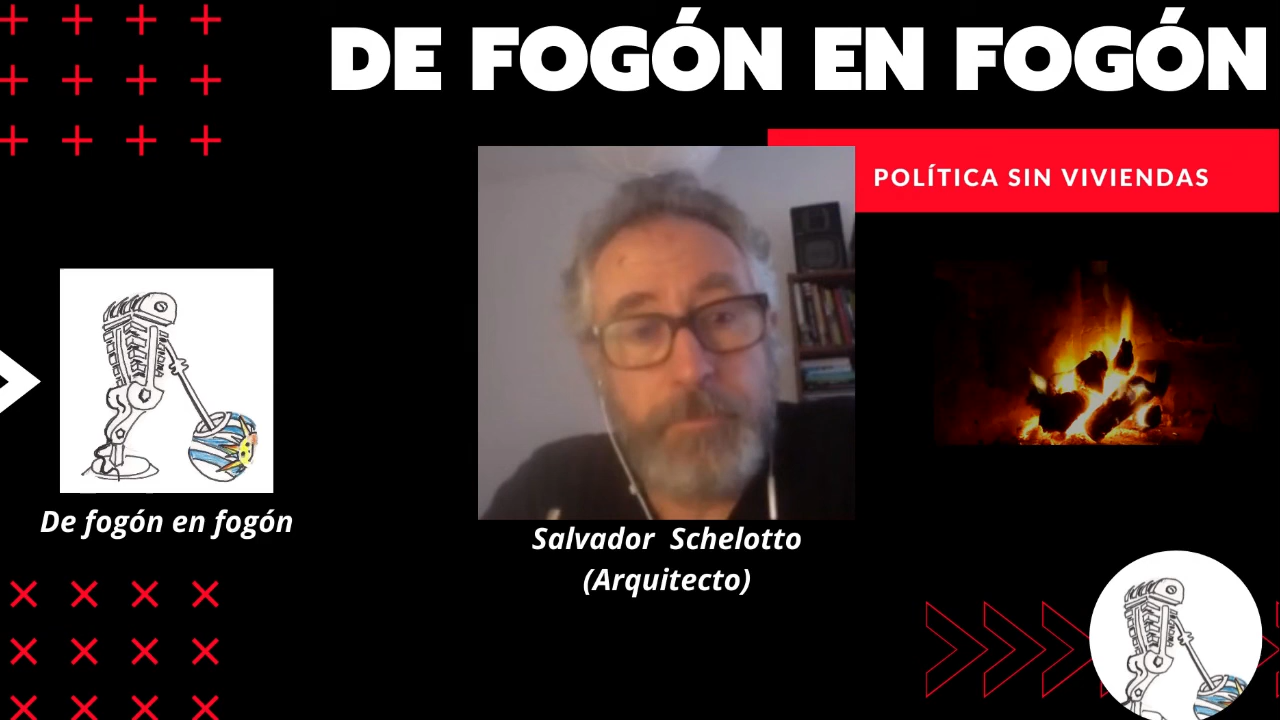 DE FOGÓN EN FOGÓN
POLÍTICA SIN VIVIENDAS
De fogón en fogón
Salvador Schelotto
(Arquitecto)